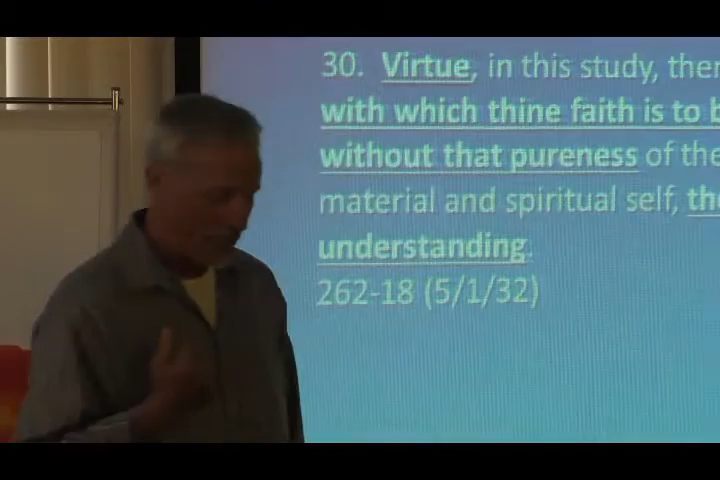 30. Virtue, in this study, ther
with which thine faith is to b
without that pureness of the
material and spiritual self, the
understanding.
262-18 (5/1/32)